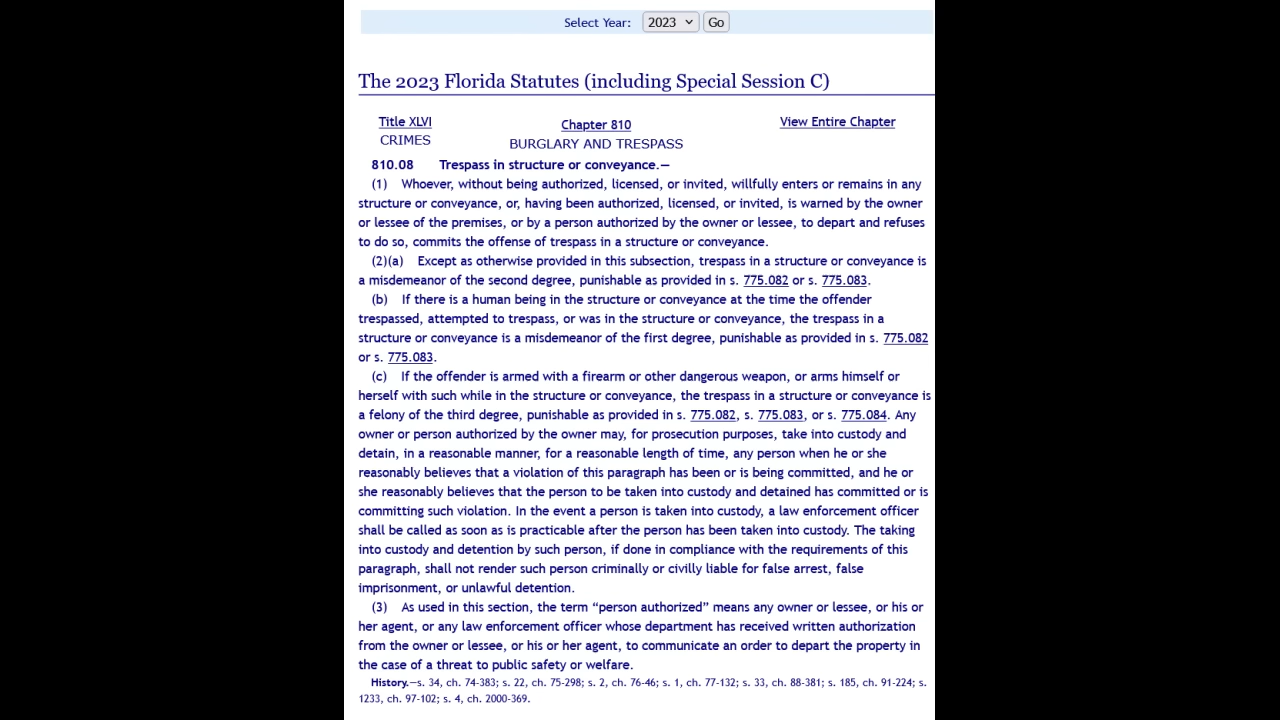 Select Year: 2023 Go
The 2023 Florida Statutes (including Special Session C)
Title XLVI Chapter 810 View Entire Chapter
CRIMES BURGLARY AND TRESPASS
810.08 Trespass in structure or conveyance.—
(1) Whoever, without being authorized, licensed, or invited, willfully enters or remains in any
structure or conveyance, or, having been authorized, licensed, or invited, is warned by the owner
or lessee of the premises, or by a person authorized by the owner or lessee, to depart and refuses
to do so, commits the offense of trespass in a structure or conveyance.
(2)(a) Except as otherwise provided in this subsection, trespass in a structure or conveyance is
a misdemeanor of the second degree, punishable as provided in s. 775.082 or s. 775.083.
(b) If there is a human being in the structure or conveyance at the time the offender
trespassed, attempted to trespass, or was in the structure or conveyance, the trespass in a
structure or conveyance is a misdemeanor of the first degree, punishable as provided in s. 775.082
or s. 775.083.
(c) If the offender is armed with a firearm or other dangerous weapon, or arms himself or
herself with such while in the structure or conveyance, the trespass in a structure or conveyance is
a felony of the third degree, punishable as provided in s. 775.082, s. 775.083, or s. 775.084. Any
owner or person authorized by the owner may, for prosecution purposes, take into custody and
detain, in a reasonable manner, for a reasonable length of time, any person when he or she
reasonably believes that a violation of this paragraph has been or is being committed, and he or
she reasonably believes that the person to be taken into custody and detained has committed or is
committing such violation. In the event a person is taken into custody, a law enforcement officer
shall be called as soon as is practicable after the person has been taken into custody. The taking
into custody and detention by such person, if done in compliance with the requirements of this
paragraph, shall not render such person criminally or civilly liable for false arrest, false
imprisonment, or unlawful detention.
(3) As used in this section, the term “person authorized” means any owner or lessee, or his or
her agent, or any law enforcement officer whose department has received written authorization
from the owner or lessee, or his or her agent, to communicate an order to depart the property in
the case of a threat to public safety or welfare.
History.—s. 34, ch. 74-383; s. 22, ch. 75-298; s. 2, ch. 76-46; s. 1, ch. 77-132; s. 33, ch. 88-381; s. 185, ch. 91-224; s.
1233, ch. 97-102; s. 4, ch. 2000-369.